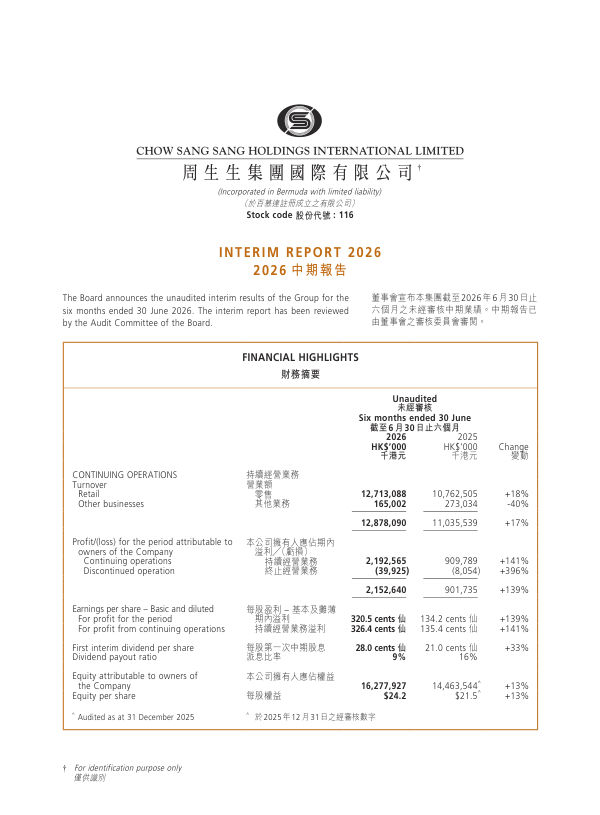 CHOW SANG SANG HOLDINGS INTERNATIONAL LIMITED
周生生集團國際有限公司†
(Incorporated in Bermuda with limited liability)
（於百慕達註冊成立之有限公司）
Stock code 股份代號 : 116
INTERIM REPORT 2026
2026 中期報告
The Board announces the unaudited interim results of the Group for the
six months ended 30 June 2026. The interim report has been reviewed
by the Audit Committee of the Board.
董事會宣布本集團截至2026年6月30日止
六個月之未經審核中期業績。中期報告已
由董事會之審核委員會審閱。
FINANCIAL HIGHLIGHTS
財務摘要
Unaudited
未經審核
Six months ended 30 June
截至6月30日止六個月
2026 2025
HK$'000 HK$'000 Change
千港元 千港元 變動
CONTINUING OPERATIONS 持續經營業務
Turnover 營業額
Retail 零售 12,713,088 10,762,505 +18%
Other businesses 其他業務 165,002 273,034 -40%
12,878,090 11,035,539 +17%
Profit/(loss) for the period attributable to 本公司擁有人應佔期內
owners of the Company 溢利／（虧損）
Continuing operations 持續經營業務 2,192,565 909,789 +141%
Discontinued operation 終止經營業務 (39,925) (8,054) +396%
2,152,640 901,735 +139%
Earnings per share – Basic and diluted 每股盈利 – 基本及攤薄
For profit for the period 期內溢利 320.5 cents 仙 134.2 cents 仙 +139%
For profit from continuing operations 持續經營業務溢利 326.4 cents 仙 135.4 cents 仙 +141%
First interim dividend per share 每股第一次中期股息 28.0 cents 仙 21.0 cents 仙 +33%
Dividend payout ratio 派息比率 9% 16%
Equity attributable to owners of 本公司擁有人應佔權益
the Company 16,277,927 14,463,544^ +13%
Equity per share 每股權益 $24.2 $21.5^ +13%
^ Audited as at 31 December 2025 ^ 於2025年12月31日之經審核數字
† For identification purpose only
僅供識別